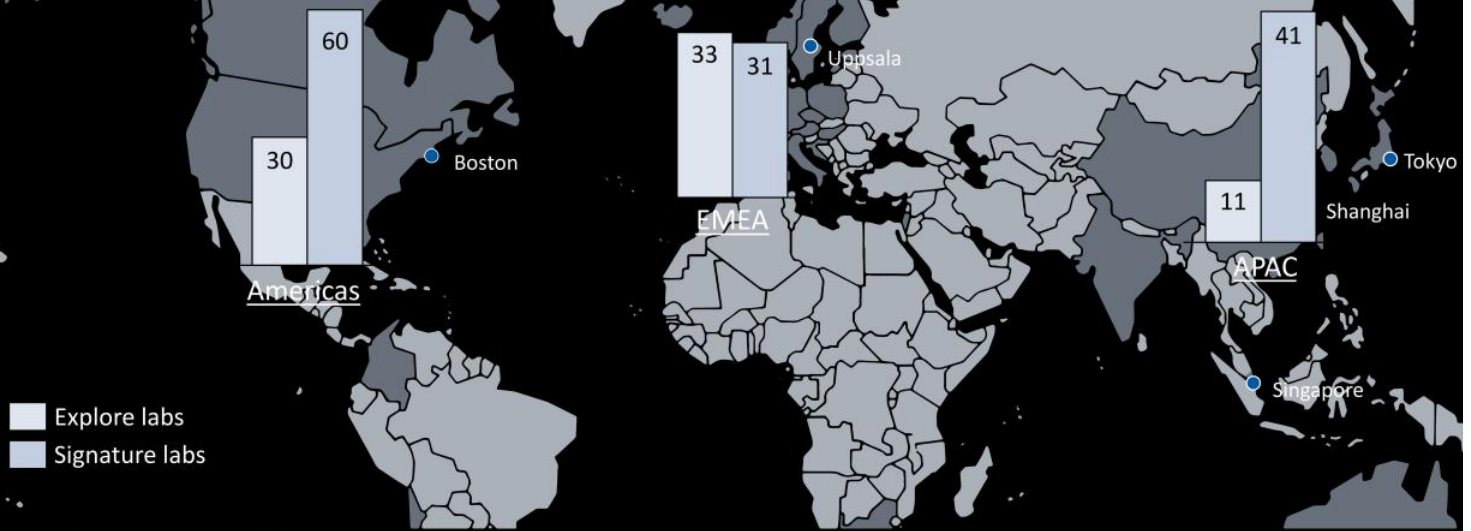 60
30
Boston
Americas
33
31
Uppsala
EMEA
41
11
Tokyo
Shanghai
APAC
Singapore
Explore labs
Signature labs